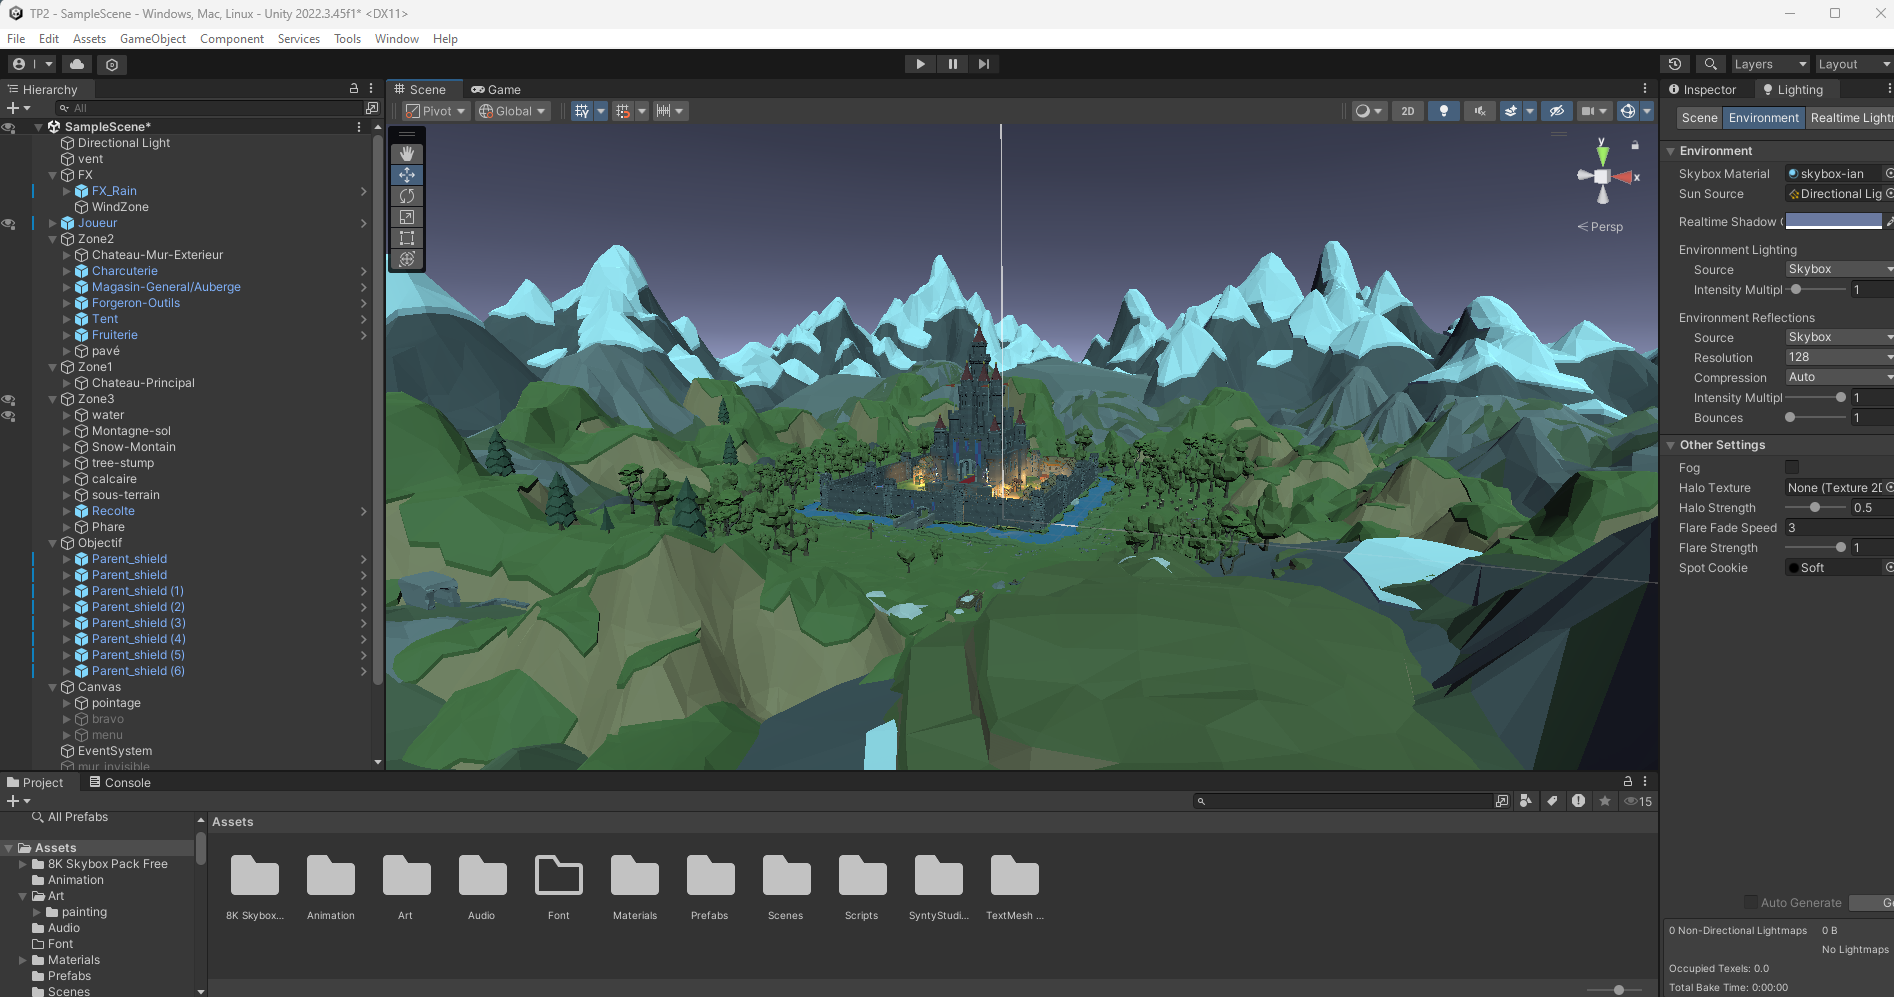 TP2 - SampleScene - Windows, Mac, Linux - Unity 2022.3.45f1* <DX11>
File Edit Assets GameObject Component Services Tools Window Help
I
Layers
Layout
Hierarchy
All
SampleScene*
Directional Light
vent
FX
FX_Rain
WindZone
Joueur
Zone2
Chateau-Mur-Exterieur
Charcuterie
Magasin-General/Auberge
Forgeron-Outils
Tent
Fruiterie
pavé
Zone1
Chateau-Principal
Zone3
water
Montagne-sol
Snow-Montain
tree-stump
calcaire
sous-terrain
Recolte
Phare
Objectif
Parent_shield
Parent_shield
Parent_shield (1)
Parent_shield (2)
Parent_shield (3)
Parent_shield (4)
Parent_shield (5)
Parent_shield (6)
Canvas
pointage
bravo
menu
EventSystem
mur_invisible
Scene Game
Pivot Global
2D
y
x
Persp
Inspector Lighting
Scene Environment Realtime Lightm
Environment
Skybox Material skybox-ian
Sun Source Directional Lig
Realtime Shadow C
Environment Lighting
Source Skybox
Intensity Multipl 1
Environment Reflections
Source Skybox
Resolution 128
Compression Auto
Intensity Multipl 1
Bounces 1
Other Settings
Fog
Halo Texture None (Texture 2D
Halo Strength 0.5
Flare Fade Speed 3
Flare Strength 1
Spot Cookie Soft
Auto Generate Ge
0 Non-Directional Lightmaps 0 B
No Lightmaps
Occupied Texels: 0.0
Total Bake Time: 0:00:00
Project Console
15
All Prefabs
Assets
8K Skybox Pack Free
Animation
Art
painting
Audio
Font
Materials
Prefabs
Scenes
Assets
8K Skybox... Animation Art Audio Font Materials Prefabs Scenes Scripts SyntyStudi... TextMesh ...